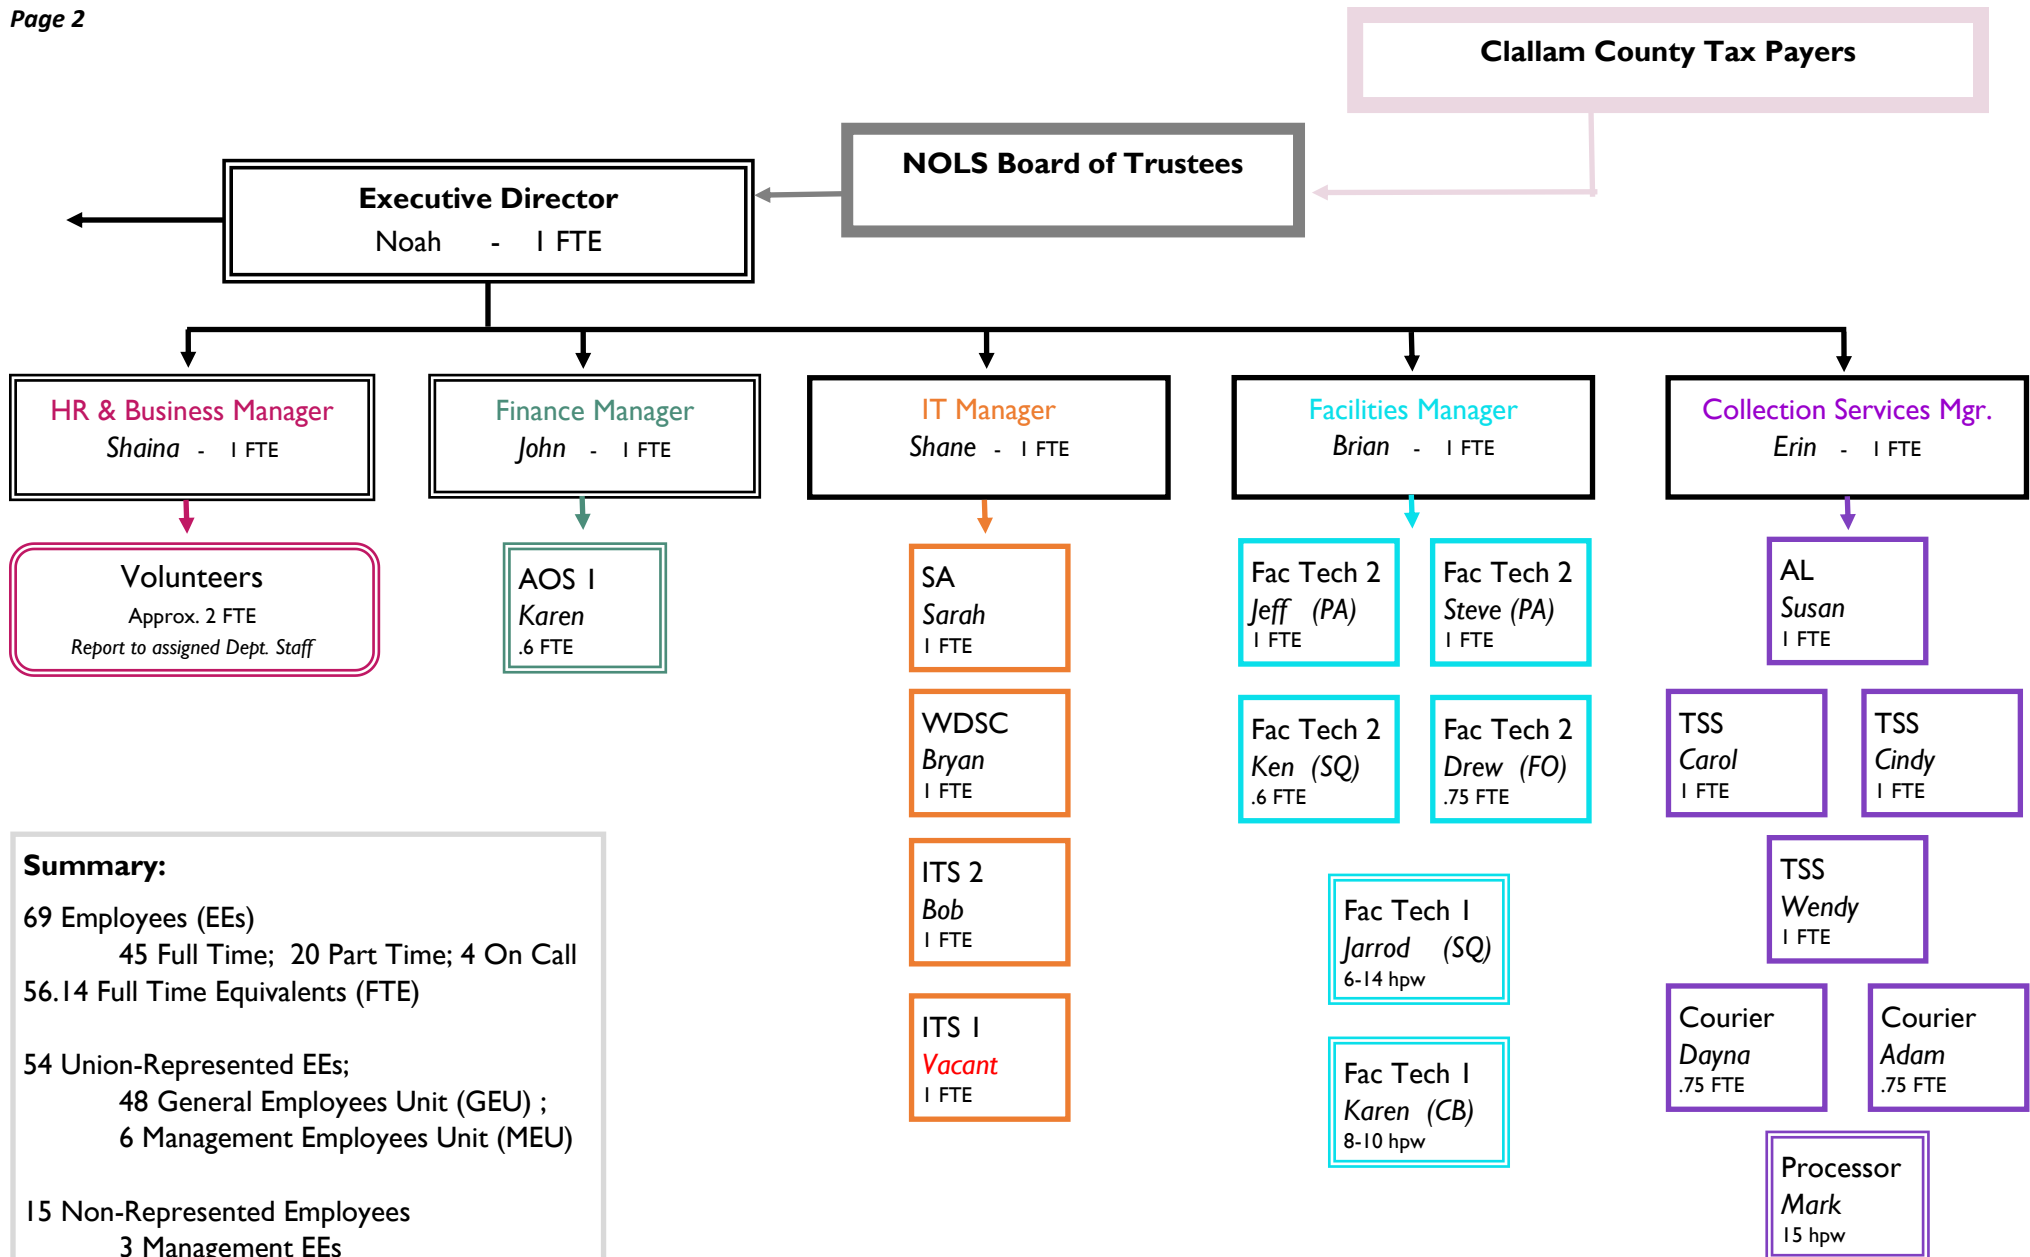 Page 2
Clallam County Tax Payers
NOLS Board of Trustees
Executive Director
Noah - 1 FTE
HR & Business Manager
Shaina - 1 FTE
Finance Manager
John - 1 FTE
IT Manager
Shane - 1 FTE
Facilities Manager
Brian - 1 FTE
Collection Services Mgr.
Erin - 1 FTE
Volunteers
Approx. 2 FTE
Report to assigned Dept. Staff
AOS 1
Karen
.6 FTE
SA
Sarah
1 FTE
WDSC
Bryan
1 FTE
ITS 2
Bob
1 FTE
ITS 1
Vacant
1 FTE
Fac Tech 2
Jeff (PA)
1 FTE
Fac Tech 2
Steve (PA)
1 FTE
Fac Tech 2
Ken (SQ)
.6 FTE
Fac Tech 2
Drew (FO)
.75 FTE
Fac Tech 1
Jarrod (SQ)
6-14 hpw
Fac Tech 1
Karen (CB)
8-10 hpw
AL
Susan
1 FTE
TSS
Carol
1 FTE
TSS
Cindy
1 FTE
TSS
Wendy
1 FTE
Courier
Dayna
.75 FTE
Courier
Adam
.75 FTE
Processor
Mark
15 hpw
Summary:
69 Employees (EEs)
45 Full Time; 20 Part Time; 4 On Call
56.14 Full Time Equivalents (FTE)
54 Union-Represented EEs;
48 General Employees Unit (GEU) ;
6 Management Employees Unit (MEU)
15 Non-Represented Employees
3 Management EEs